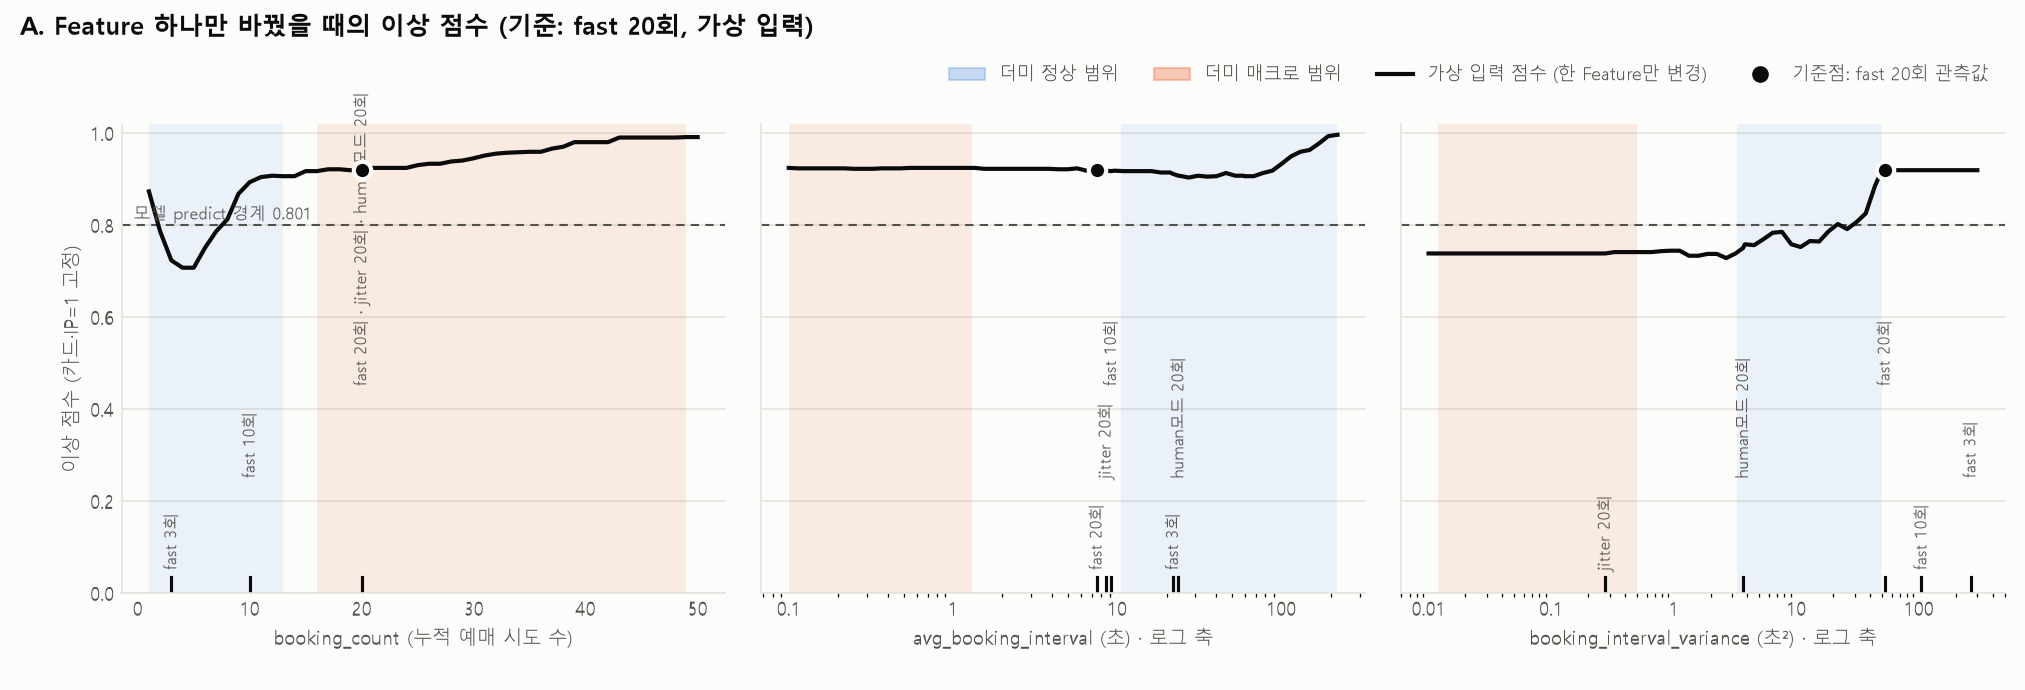 A. Feature 하나만 바꿨을 때의 이상 점수 (기준: fast 20회, 가상 입력)
더미 정상 범위
더미 매크로 범위
가상 입력 점수 (한 Feature만 변경)
기준점: fast 20회 관측값
이상 점수 (카드·IP=1 고정)
1.0
0.8
0.6
0.4
0.2
0.0
모델 predict 경계 0.801
fast 3회
fast 10회
fast 20회 · jitter 20회 · human모드 20회
0
10
20
30
40
50
booking_count (누적 예매 시도 수)
fast 20회
jitter 20회
fast 10회
fast 3회
human모드 20회
0.1
1
10
100
avg_booking_interval (초) · 로그 축
jitter 20회
human모드 20회
fast 20회
fast 10회
fast 3회
0.01
0.1
1
10
100
booking_interval_variance (초²) · 로그 축